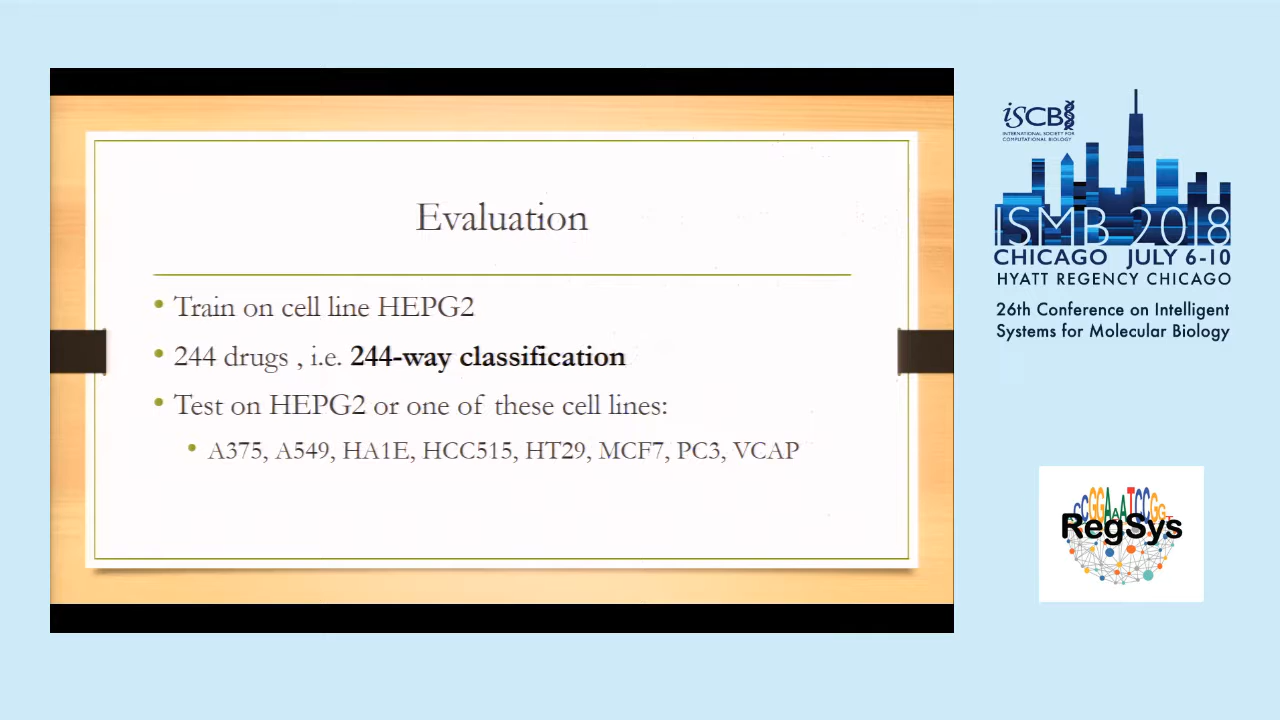 Evaluation
• Train on cell line HEPG2
• 244 drugs , i.e. 244-way classification
• Test on HEPG2 or one of these cell lines:
• A375, A549, HA1E, HCC515, HT29, MCF7, PC3, VCAP
iSCB
INTERNATIONAL SOCIETY FOR
COMPUTATIONAL BIOLOGY
ISMB 2018
CHICAGO JULY 6-10
HYATT REGENCY CHICAGO
26th Conference on Intelligent
Systems for Molecular Biology
RegSys